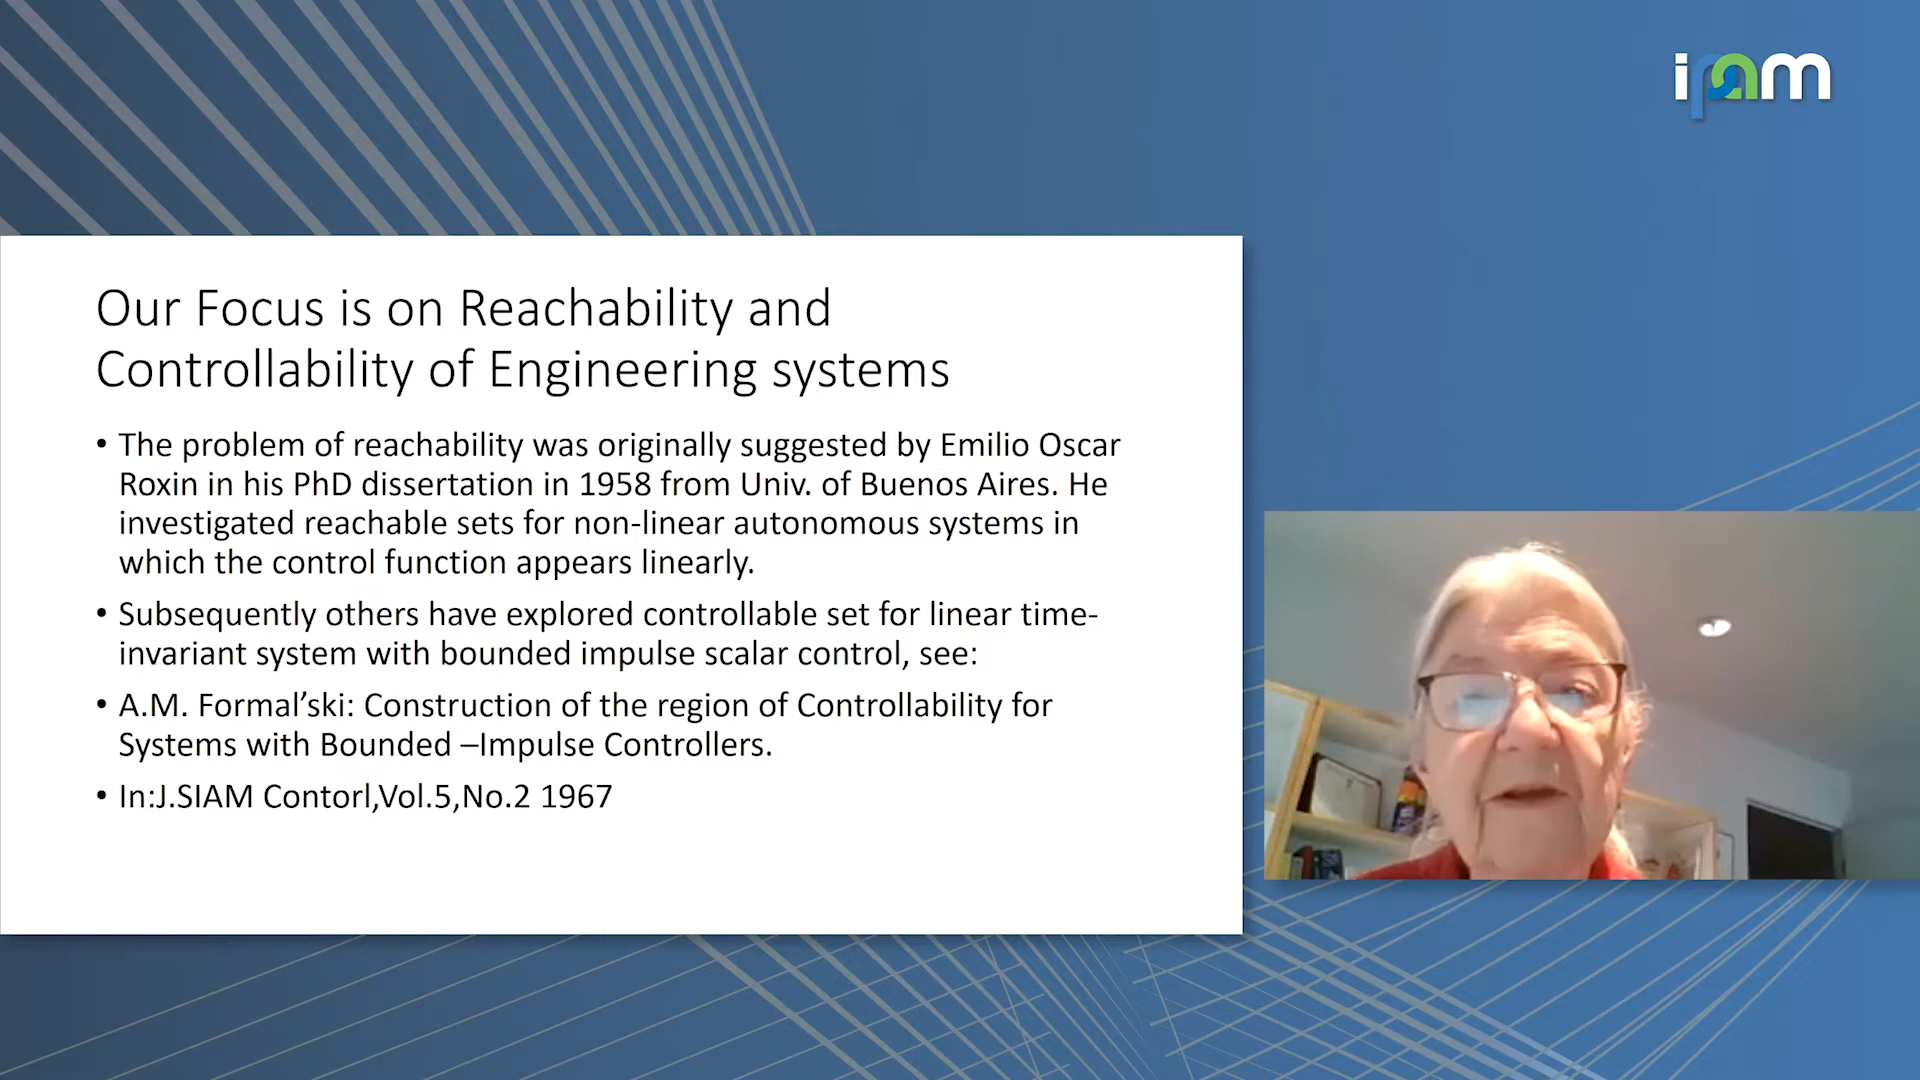 ipam
Our Focus is on Reachability and
Controllability of Engineering systems
• The problem of reachability was originally suggested by Emilio Oscar
Roxin in his PhD dissertation in 1958 from Univ. of Buenos Aires. He
investigated reachable sets for non-linear autonomous systems in
which the control function appears linearly.
• Subsequently others have explored controllable set for linear time-
invariant system with bounded impulse scalar control, see:
• A.M. Formal’ski: Construction of the region of Controllability for
Systems with Bounded –Impulse Controllers.
• In:J.SIAM Contorl,Vol.5,No.2 1967